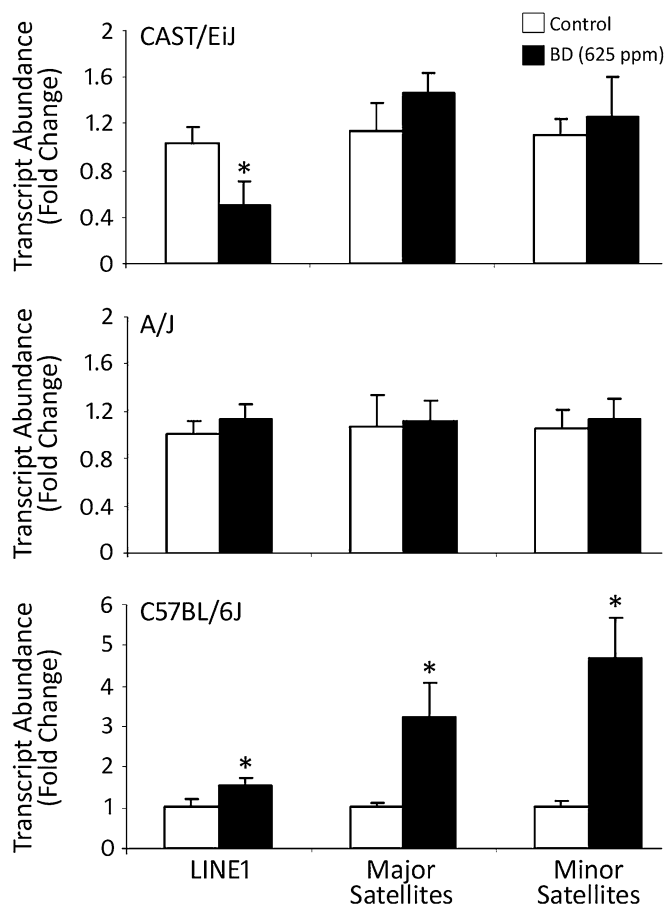 Control
BD (625 ppm)
CAST/EiJ
Transcript Abundance
(Fold Change)
2
1.6
1.2
0.8
0.4
0
*
A/J
Transcript Abundance
(Fold Change)
2
1.6
1.2
0.8
0.4
0
C57BL/6J
Transcript Abundance
(Fold Change)
6
5
4
3
2
1
0
*
*
*
LINE1
Major
Satellites
Minor
Satellites